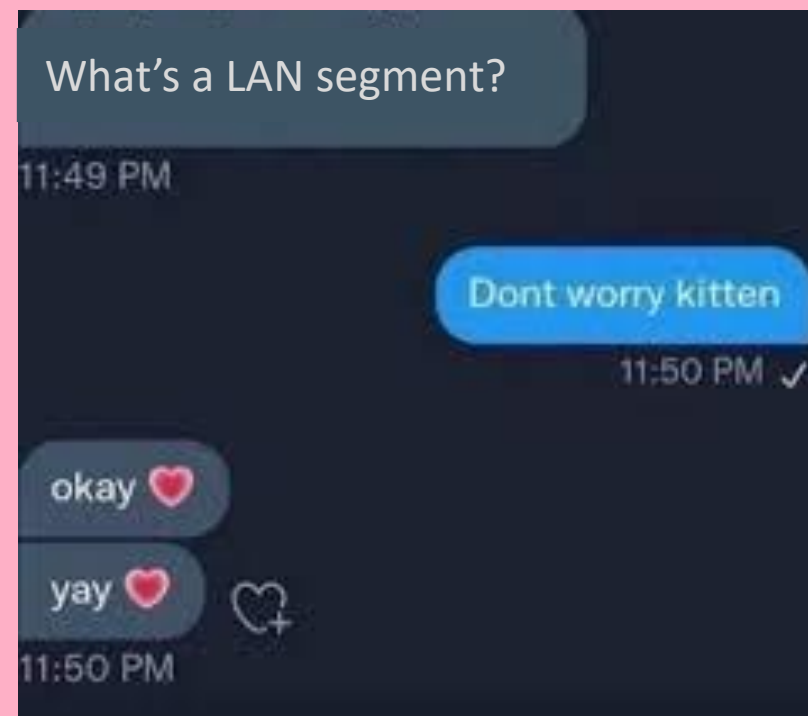 What’s a LAN segment?
11:49 PM
Dont worry kitten
11:50 PM ✓
okay 💗
yay 💗
11:50 PM